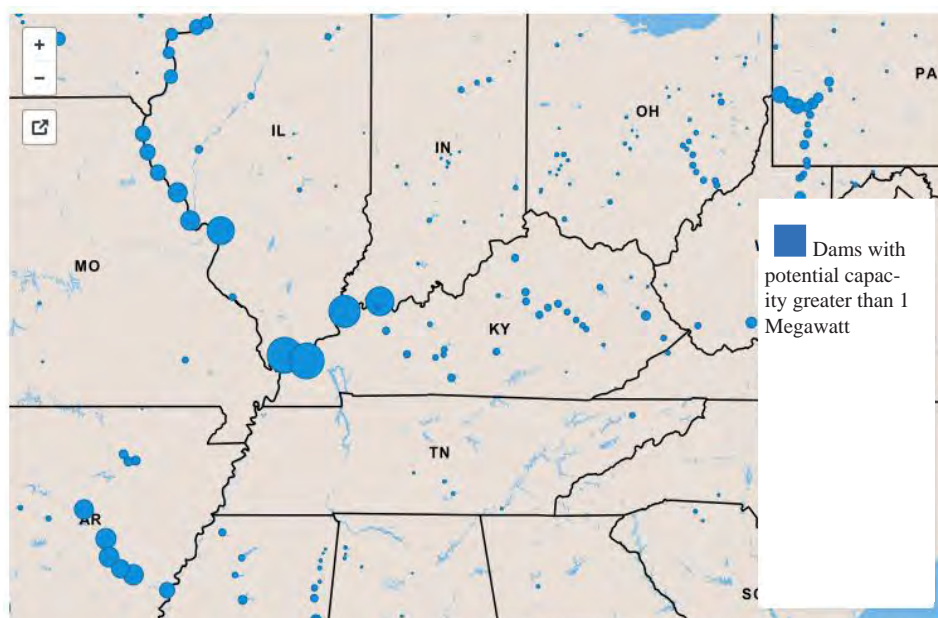 +
−
PA
OH
IL
IN
W
MO
Dams with
potential capac-
ity greater than 1
Megawatt
KY
TN
AR
SC